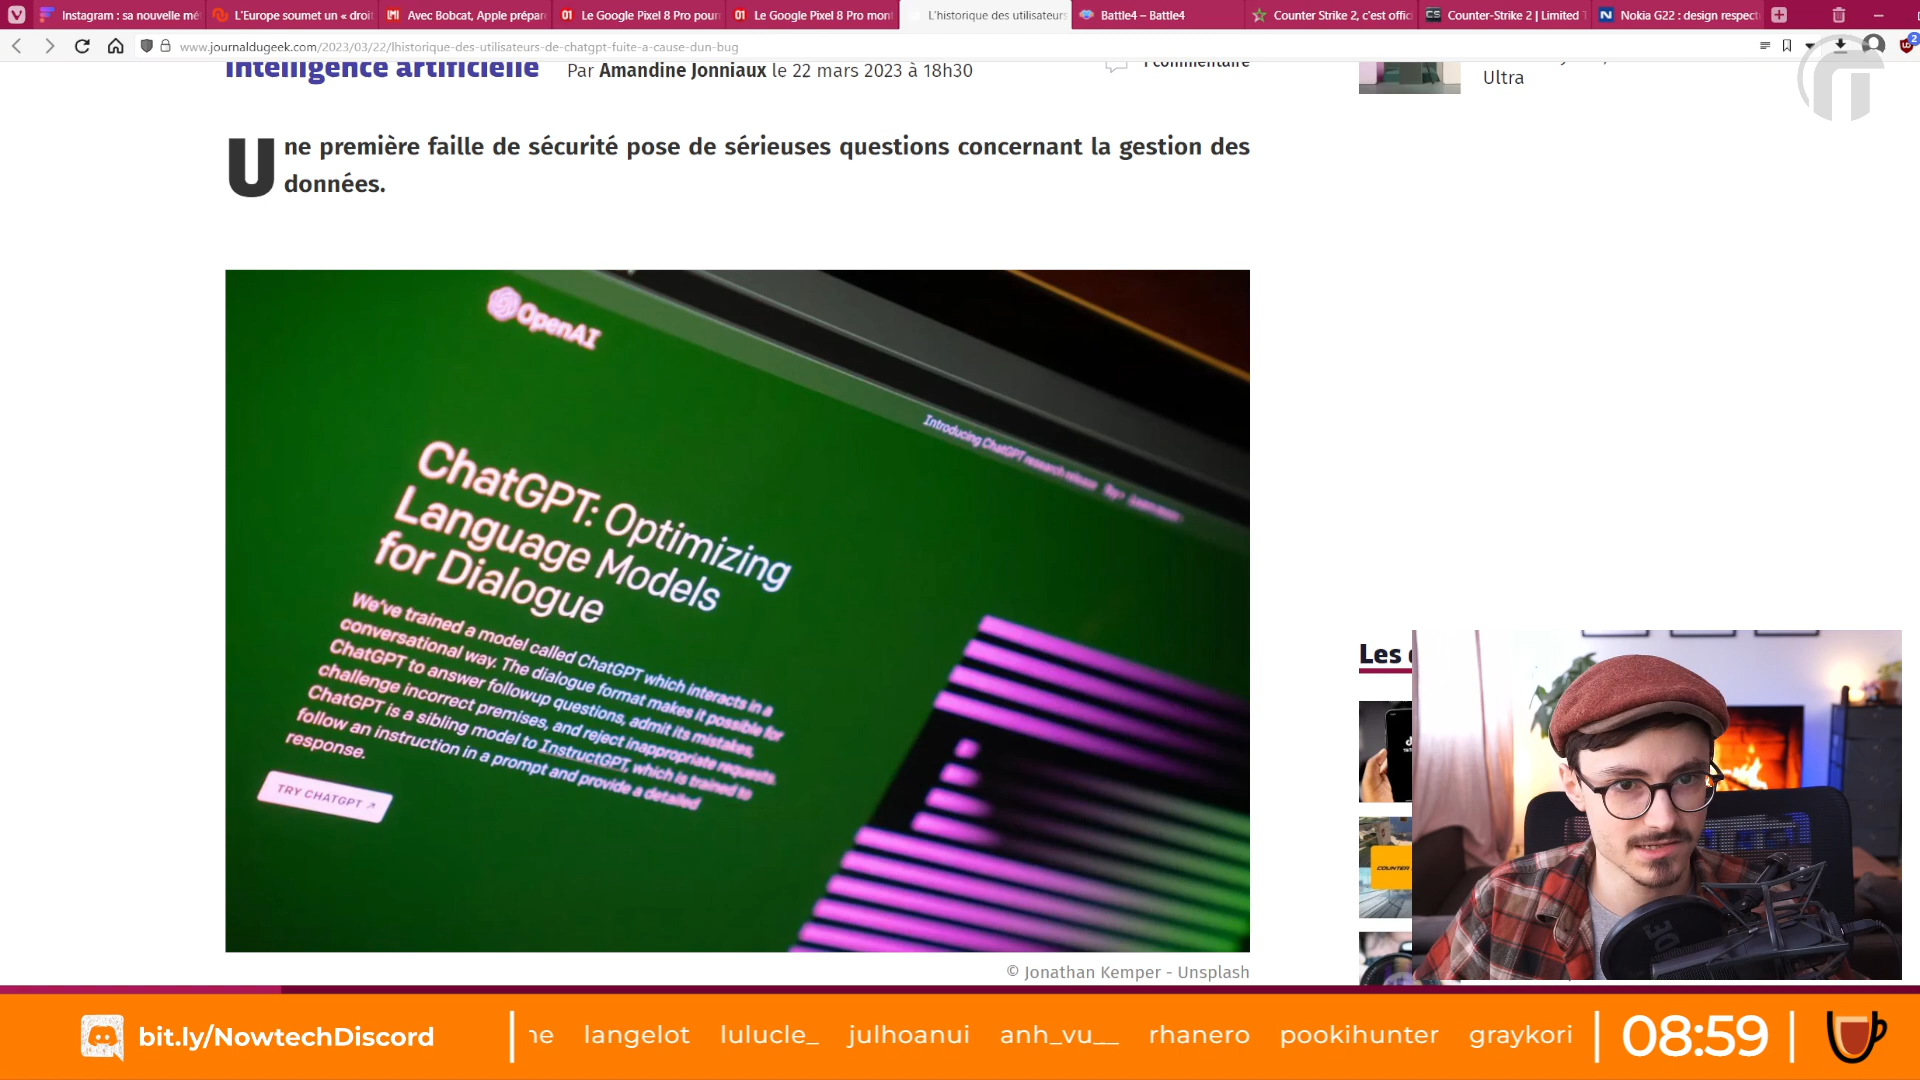 Instagram : sa nouvelle mé
L'Europe soumet un « droit
Avec Bobcat, Apple prépar
Le Google Pixel 8 Pro pour
Le Google Pixel 8 Pro mon
L'historique des utilisateurs
Battle4 – Battle4
Counter Strike 2, c'est offic
Counter-Strike 2 | Limited T
Nokia G22 : design respect
www.journaldugeek.com/2023/03/22/lhistorique-des-utilisateurs-de-chatgpt-fuite-a-cause-dun-bug
2
Intelligence artificielle
Par Amandine Jonniaux le 22 mars 2023 à 18h30
1 commentaire
Ultra
Une première faille de sécurité pose de sérieuses questions concernant la gestion des
données.
OpenAI
Introducing ChatGPT research release
ChatGPT: Optimizing
Language Models
for Dialogue
We've trained a model called ChatGPT which interacts in a
conversational way. The dialogue format makes it possible for
ChatGPT to answer followup questions, admit its mistakes,
challenge incorrect premises, and reject inappropriate requests.
ChatGPT is a sibling model to InstructGPT, which is trained to
follow an instruction in a prompt and provide a detailed
response.
TRY CHATGPT ↗
Les
COUNTER
© Jonathan Kemper - Unsplash
bit.ly/NowtechDiscord
ne langelot lulucle_ julhoanui anh_vu__ rhanero pookihunter graykori
08:59